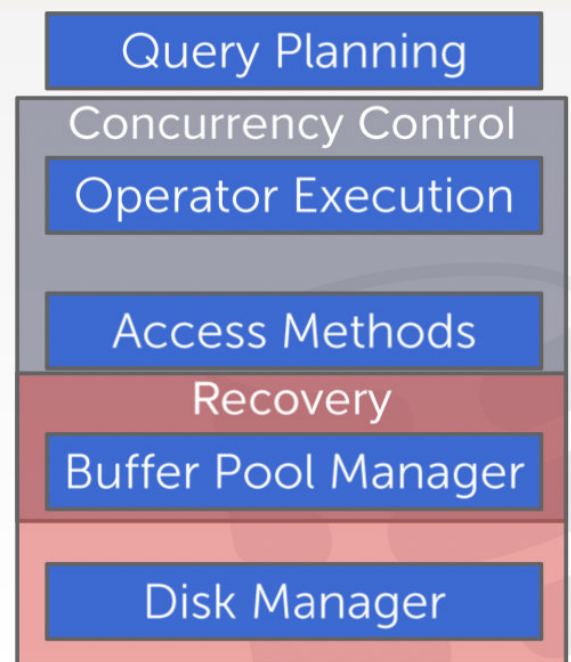 Query Planning
Concurrency Control
Operator Execution
Access Methods
Recovery
Buffer Pool Manager
Disk Manager